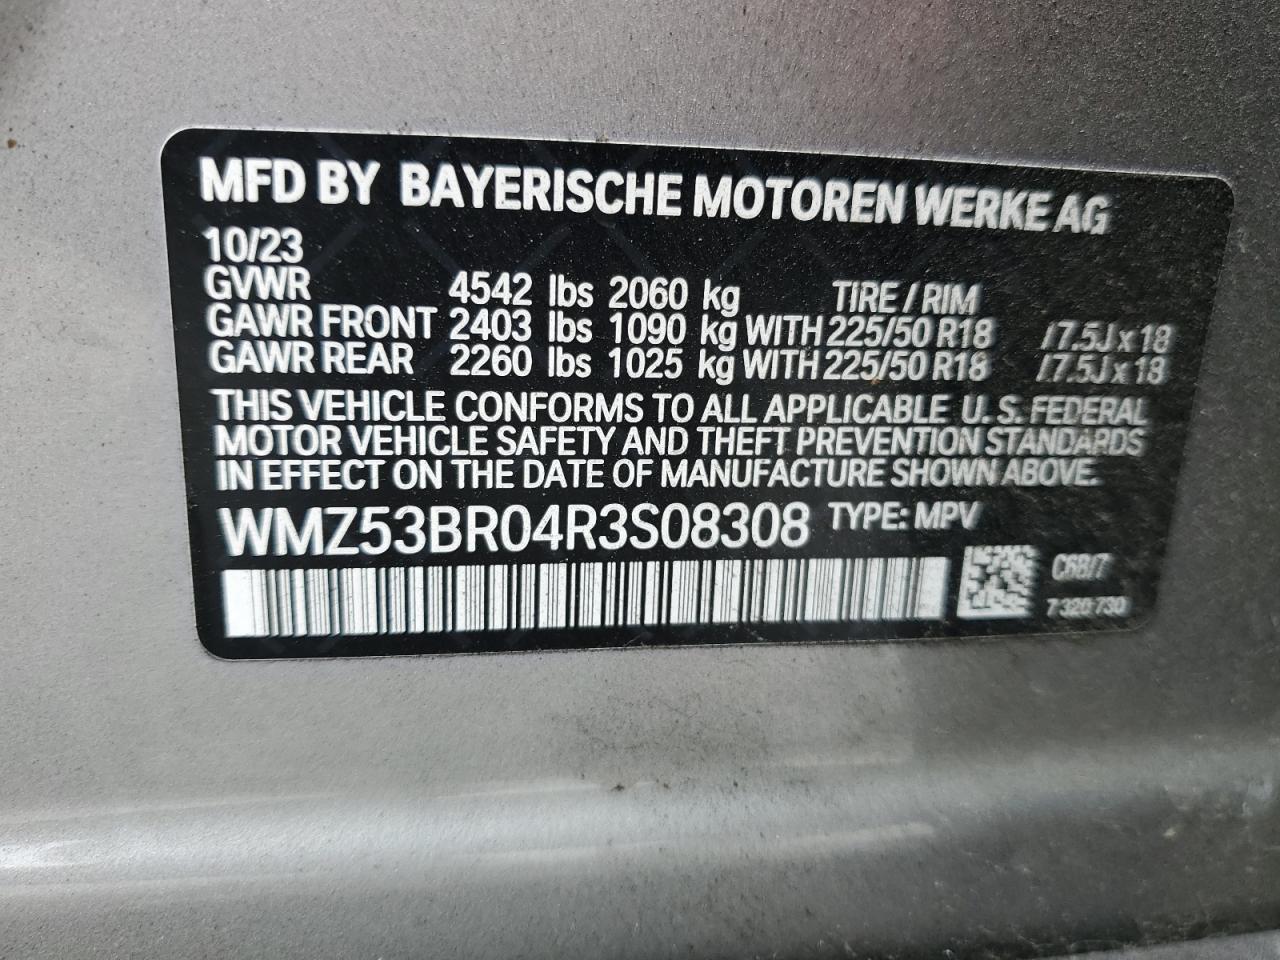 MFD BY BAYERISCHE MOTOREN WERKE AG
10/23
GVWR 4542 lbs 2060 kg TIRE / RIM
GAWR FRONT 2403 lbs 1090 kg WITH 225/50 R18 / 7.5J x 18
GAWR REAR 2260 lbs 1025 kg WITH 225/50 R18 / 7.5J x 18
THIS VEHICLE CONFORMS TO ALL APPLICABLE U. S. FEDERAL
MOTOR VEHICLE SAFETY AND THEFT PREVENTION STANDARDS
IN EFFECT ON THE DATE OF MANUFACTURE SHOWN ABOVE.
WMZ53BR04R3S08308 TYPE: MPV
C6B/7
7 320 730